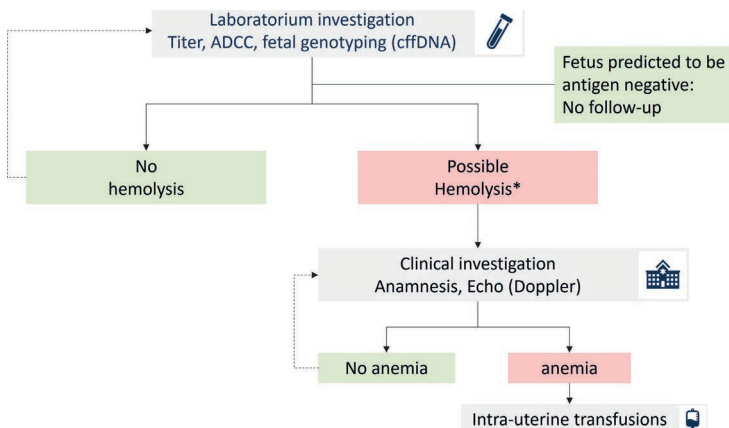 Laboratorium investigation
Titer, ADCC, fetal genotyping (cffDNA)
Fetus predicted to be
antigen negative:
No follow-up
No
hemolysis
Possible
Hemolysis*
Clinical investigation
Anamnesis, Echo (Doppler)
No anemia
anemia
Intra-uterine transfusions